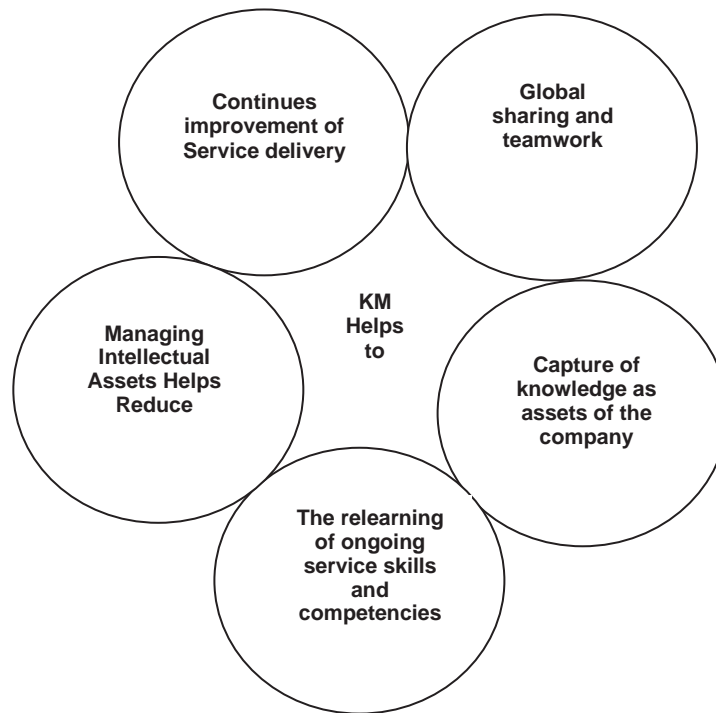 Continues
improvement of
Service delivery
Global
sharing and
teamwork
KM
Helps
to
Managing
Intellectual
Assets Helps
Reduce
Capture of
knowledge as
assets of the
company
The relearning
of ongoing
service skills
and
competencies